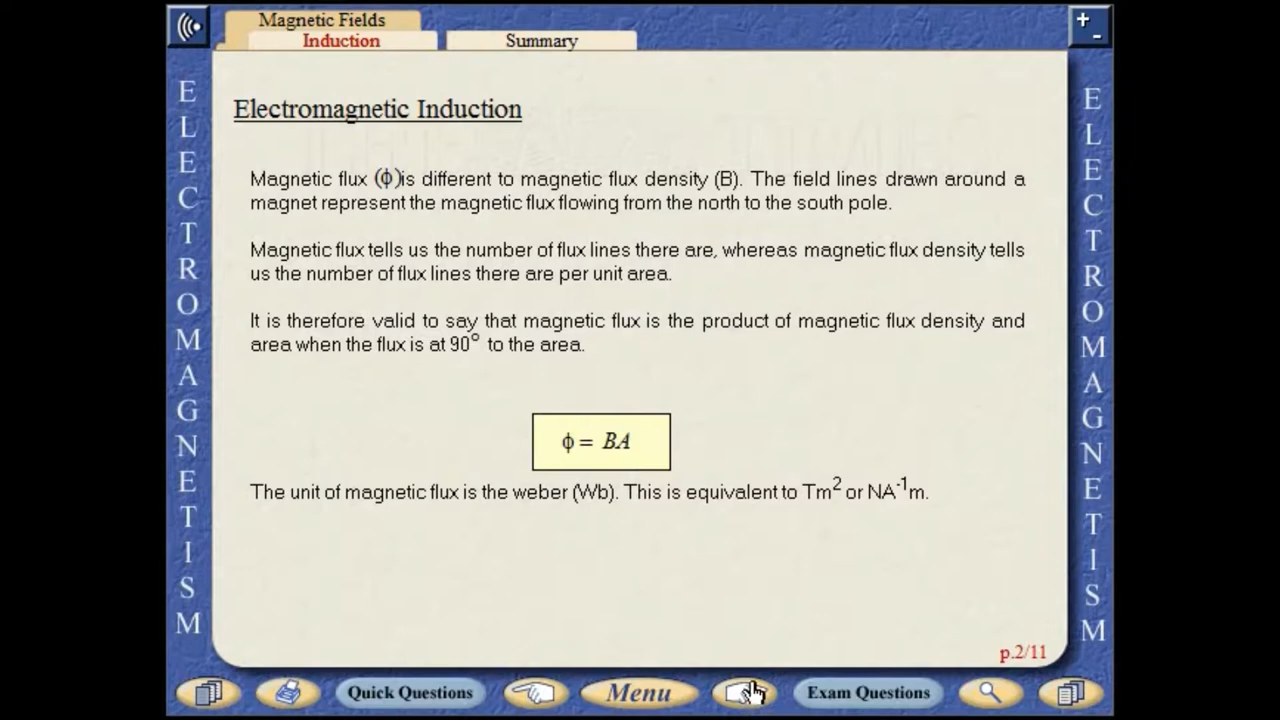 Magnetic Fields
Induction
Summary
+
-
ELECTROMAGNETISM
Electromagnetic Induction
Magnetic flux (ϕ) is different to magnetic flux density (B). The field lines drawn around a
magnet represent the magnetic flux flowing from the north to the south pole.
Magnetic flux tells us the number of flux lines there are, whereas magnetic flux density tells
us the number of flux lines there are per unit area.
It is therefore valid to say that magnetic flux is the product of magnetic flux density and
area when the flux is at 90° to the area.
ϕ = BA
The unit of magnetic flux is the weber (Wb). This is equivalent to Tm² or NA⁻¹m.
p.2/11
ELECTROMAGNETISM
Quick Questions
Menu
Exam Questions